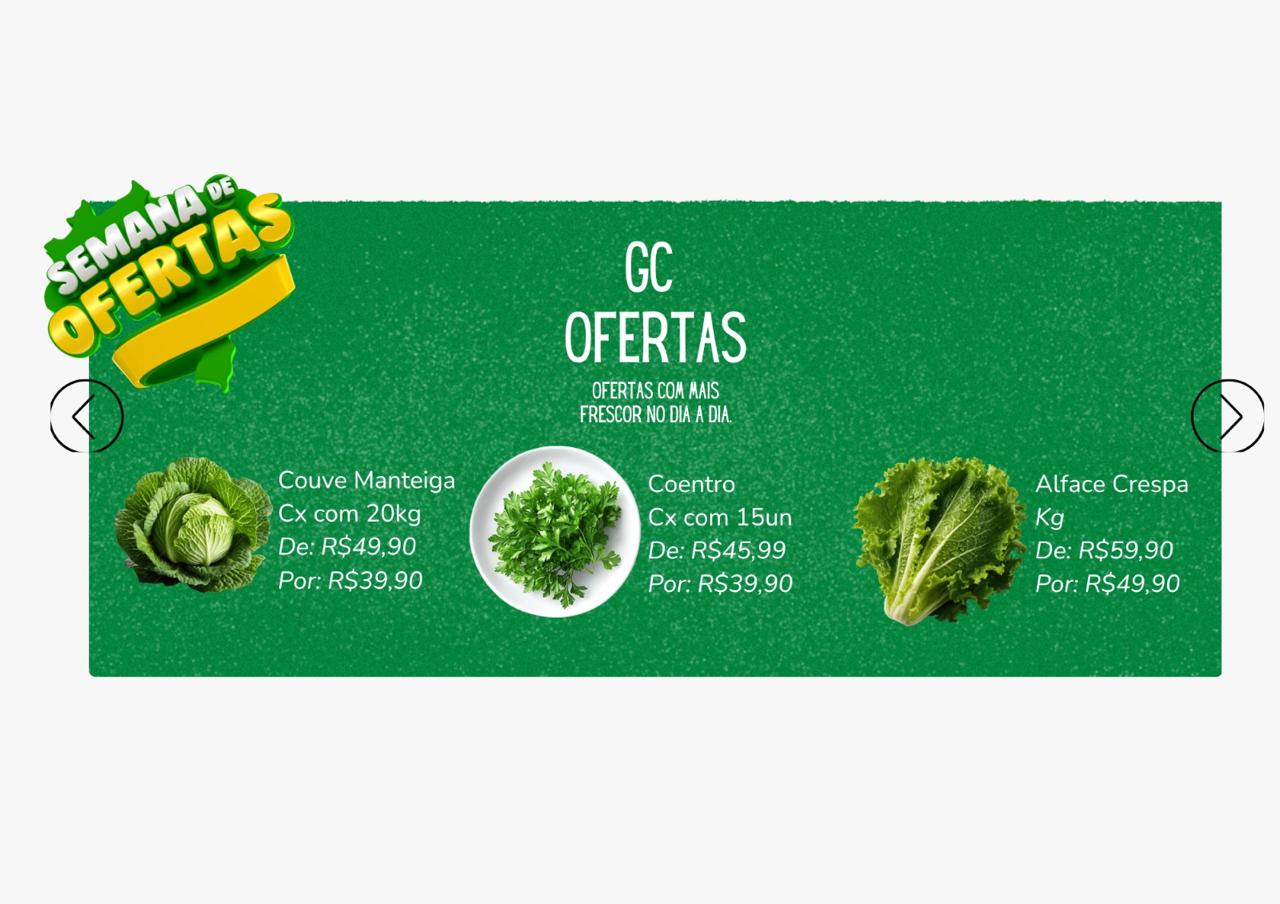 SEMANA DE
OFERTAS
GC
OFERTAS
OFERTAS COM MAIS
FRESCOR NO DIA A DIA.
Couve Manteiga
Cx com 20kg
De: R$49,90
Por: R$39,90
Coentro
Cx com 15un
De: R$45,99
Por: R$39,90
Alface Crespa
Kg
De: R$59,90
Por: R$49,90